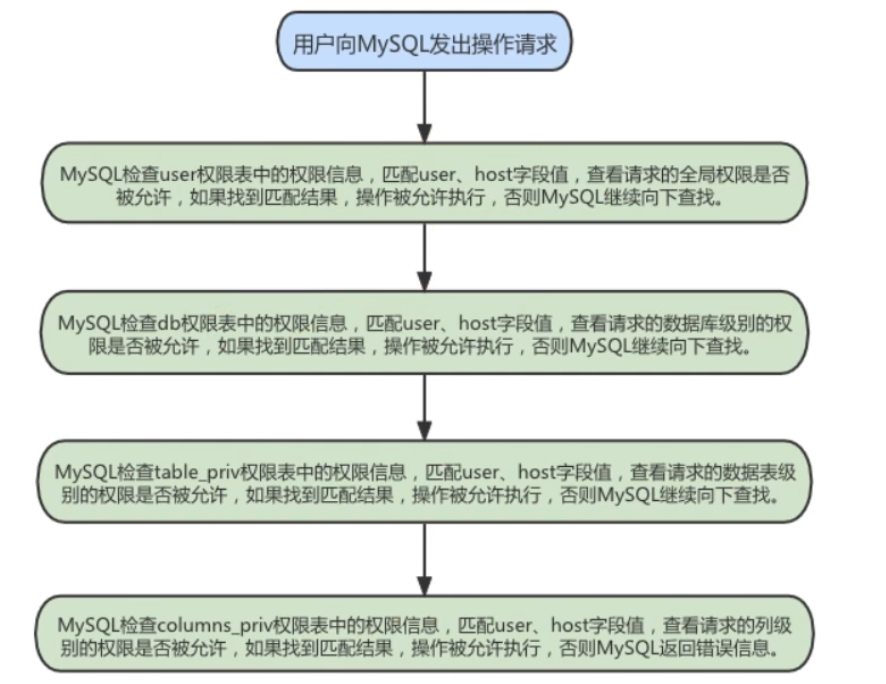 用户向MySQL发出操作请求
MySQL检查user权限表中的权限信息，匹配user、host字段值，查看请求的全局权限是否
被允许，如果找到匹配结果，操作被允许执行，否则MySQL继续向下查找。
MySQL检查db权限表中的权限信息，匹配user、host字段值，查看请求的数据库级别的权
限是否被允许，如果找到匹配结果，操作被允许执行，否则MySQL继续向下查找。
MySQL检查table_priv权限表中的权限信息，匹配user、host字段值，查看请求的数据表级
别的权限是否被允许，如果找到匹配结果，操作被允许执行，否则MySQL继续向下查找。
MySQL检查columns_priv权限表中的权限信息，匹配user、host字段值，查看请求的列级
别的权限是否被允许，如果找到匹配结果，操作被允许执行，否则MySQL返回错误信息。